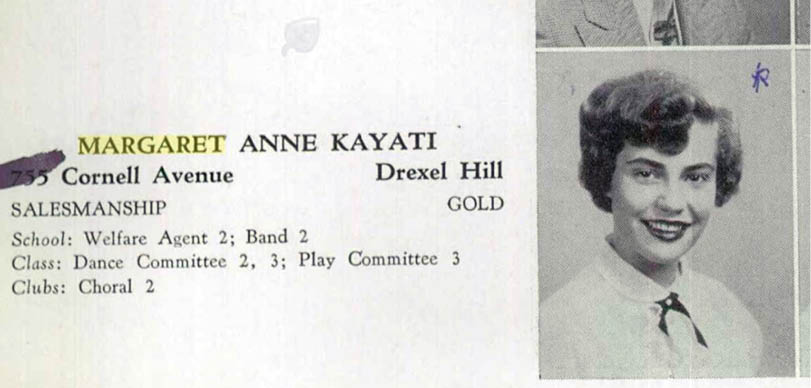 MARGARET ANNE KAYATI
755 Cornell Avenue Drexel Hill
SALESMANSHIP GOLD
School: Welfare Agent 2; Band 2
Class: Dance Committee 2, 3; Play Committee 3
Clubs: Choral 2